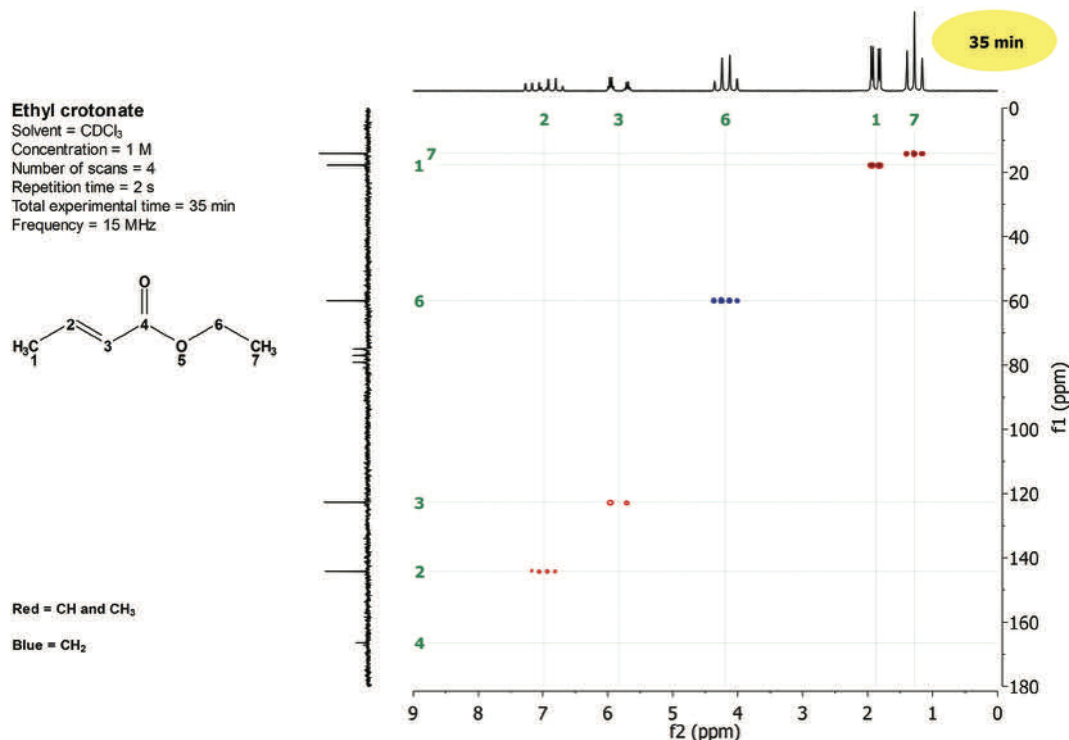 35 min
Ethyl crotonate
Solvent = CDCl₃
Concentration = 1 M
Number of scans = 4
Repetition time = 2 s
Total experimental time = 35 min
Frequency = 15 MHz
O
2 4 6
H₃C 3 O CH₃
1 5 7
Red = CH and CH₃
Blue = CH₂
2 3 6 1 7
7
1
6
3
2
4
0
20
40
60
80
100
120
140
160
180
f1 (ppm)
9 8 7 6 5 4 3 2 1 0
f2 (ppm)